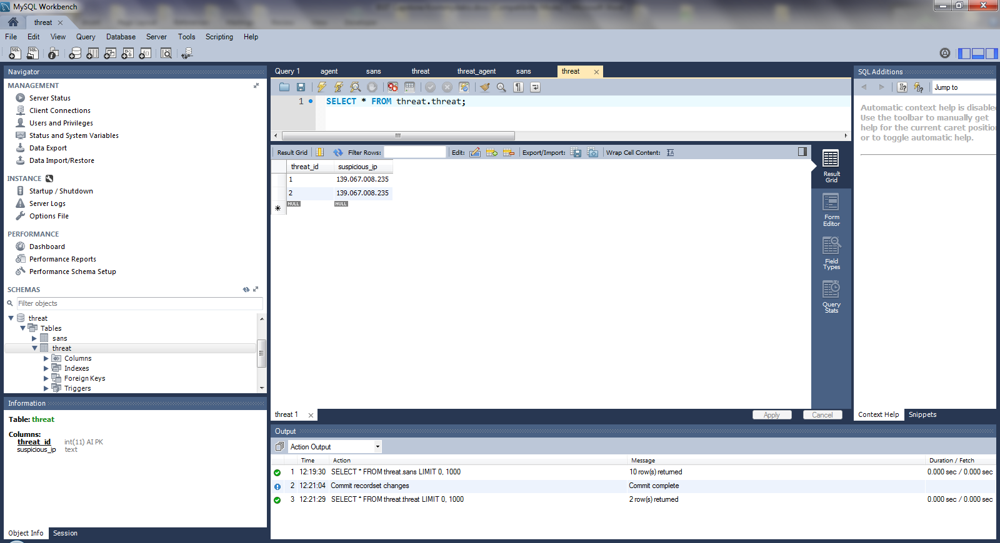 MySQL Workbench
threat
File Edit View Query Database Server Tools Scripting Help
Navigator
MANAGEMENT
Server Status
Client Connections
Users and Privileges
Status and System Variables
Data Export
Data Import/Restore
INSTANCE
Startup / Shutdown
Server Logs
Options File
PERFORMANCE
Dashboard
Performance Reports
Performance Schema Setup
SCHEMAS
Filter objects
threat
Tables
sans
threat
Columns
Indexes
Foreign Keys
Triggers
Information
Table: threat
Columns:
threat_id int(11) AI PK
suspicious_ip text
Object Info Session
Query 1 agent sans threat threat_agent sans threat
1 SELECT * FROM threat.threat;
Result Grid Filter Rows: Edit: Export/Import: Wrap Cell Content:
threat_id suspicious_ip
1 139.067.008.235
2 139.067.008.235
NULL NULL
Result
Grid
Form
Editor
Field
Types
Query
Stats
threat 1 Apply Cancel
SQL Additions
Jump to
Automatic context help is disable
Use the toolbar to manually get
help for the current caret position
or to toggle automatic help.
Context Help Snippets
Output
Action Output
Time Action Message Duration / Fetch
1 12:19:30 SELECT * FROM threat.sans LIMIT 0, 1000 10 row(s) returned 0.000 sec / 0.000 sec
2 12:21:04 Commit recordset changes Commit complete
3 12:21:29 SELECT * FROM threat.threat LIMIT 0, 1000 2 row(s) returned 0.000 sec / 0.000 sec